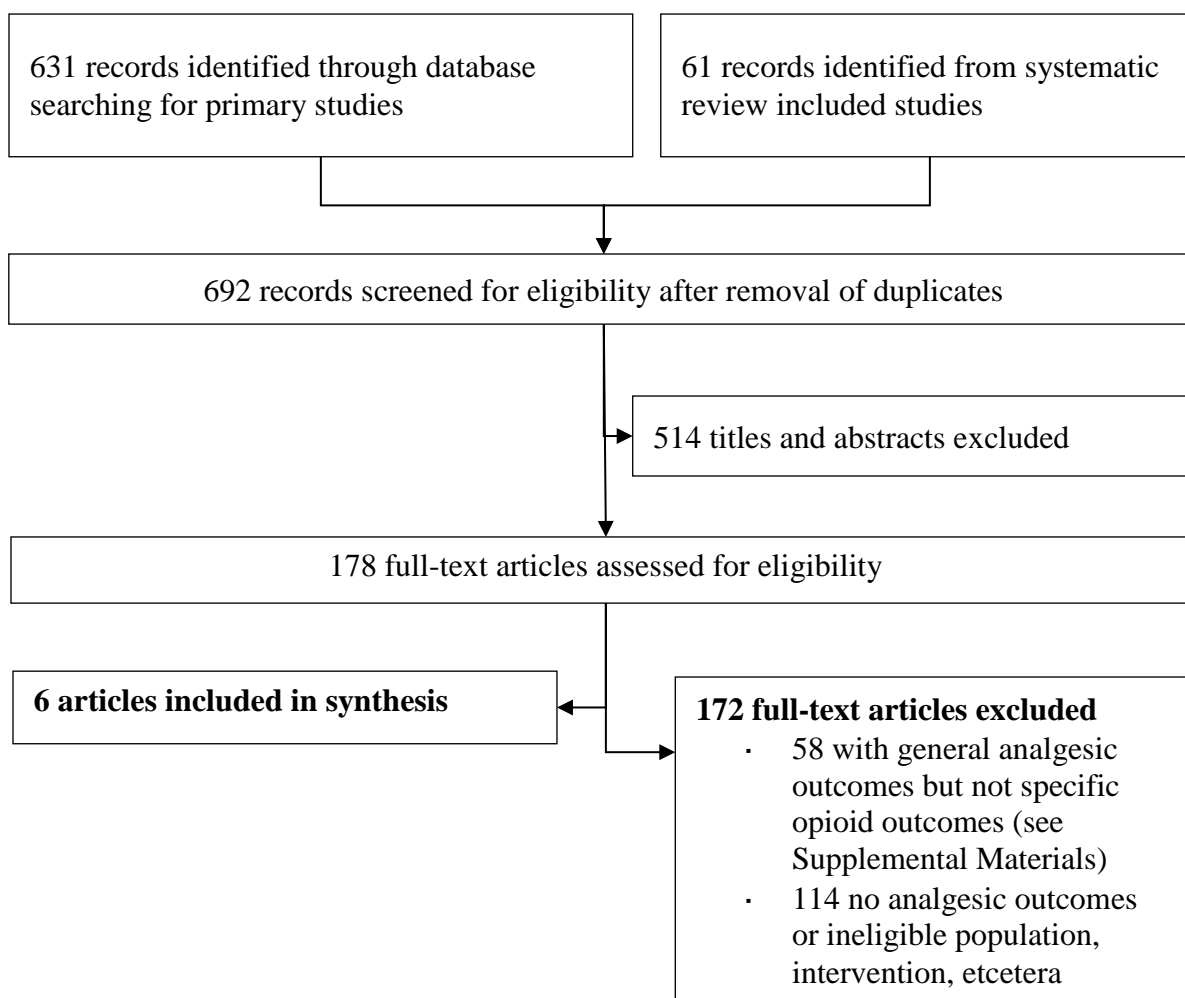 631 records identified through database
searching for primary studies
61 records identified from systematic
review included studies
692 records screened for eligibility after removal of duplicates
514 titles and abstracts excluded
178 full-text articles assessed for eligibility
6 articles included in synthesis
172 full-text articles excluded
· 58 with general analgesic
outcomes but not specific
opioid outcomes (see
Supplemental Materials)
· 114 no analgesic outcomes
or ineligible population,
intervention, etcetera